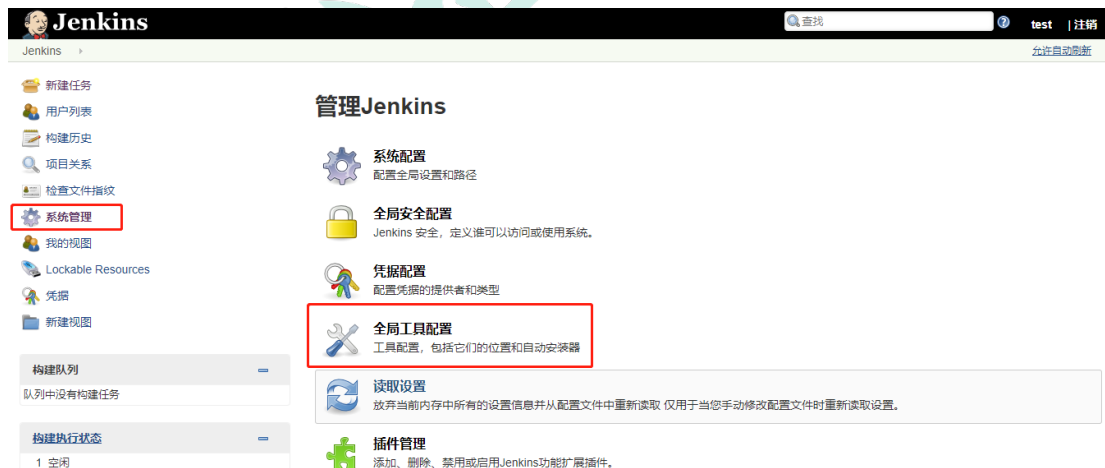 Jenkins
查找
test | 注销
Jenkins
允许自动刷新
新建任务
用户列表
构建历史
项目关系
检查文件指纹
系统管理
我的视图
Lockable Resources
凭据
新建视图
构建队列
队列中没有构建任务
构建执行状态
1 空闲
管理Jenkins
系统配置
配置全局设置和路径
全局安全配置
Jenkins 安全，定义谁可以访问或使用系统。
凭据配置
配置凭据的提供者和类型
全局工具配置
工具配置，包括它们的位置和自动安装器
读取设置
放弃当前内存中所有的设置信息并从配置文件中重新读取 仅用于当您手动修改配置文件时重新读取设置。
插件管理
添加、删除、禁用或启用Jenkins功能扩展插件。